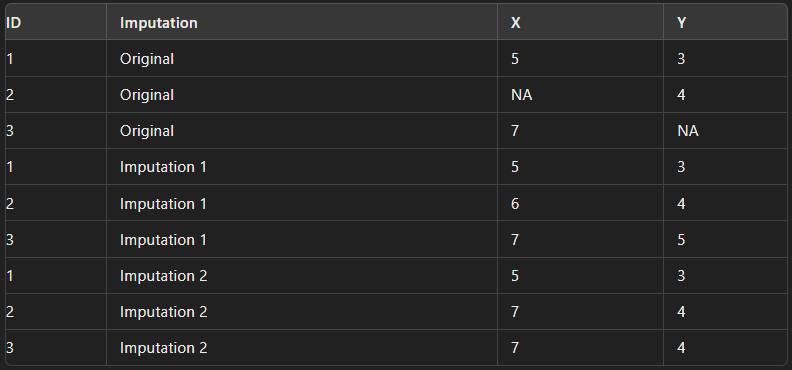 ID Imputation X Y
1 Original 5 3
2 Original NA 4
3 Original 7 NA
1 Imputation 1 5 3
2 Imputation 1 6 4
3 Imputation 1 7 5
1 Imputation 2 5 3
2 Imputation 2 7 4
3 Imputation 2 7 4